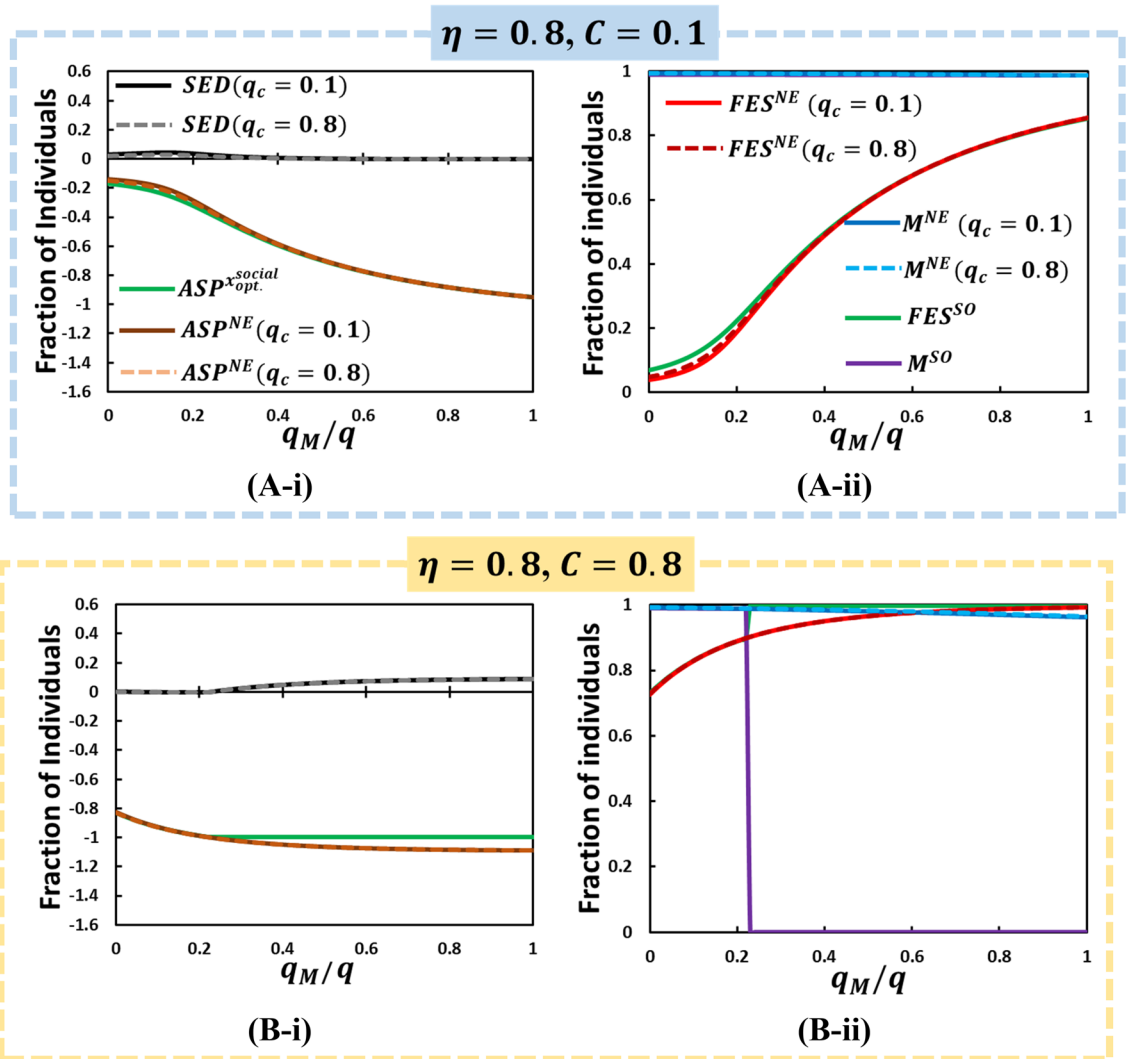 η = 0.8, C = 0.1
Fraction of Individuals
0.6
0.4
0.2
0
-0.2
-0.4
-0.6
-0.8
-1
-1.2
-1.4
-1.6
SED(q_c = 0.1)
SED(q_c = 0.8)
ASP^{x_{opt.}^{social}}
ASP^{NE}(q_c = 0.1)
ASP^{NE}(q_c = 0.8)
0 0.2 0.4 0.6 0.8 1
q_M/q
(A-i)
Fraction of individuals
1
0.8
0.6
0.4
0.2
0
FES^{NE} (q_c = 0.1)
FES^{NE} (q_c = 0.8)
M^{NE} (q_c = 0.1)
M^{NE} (q_c = 0.8)
FES^{SO}
M^{SO}
0 0.2 0.4 0.6 0.8 1
q_M/q
(A-ii)
η = 0.8, C = 0.8
Fraction of Individuals
0.6
0.4
0.2
0
-0.2
-0.4
-0.6
-0.8
-1
-1.2
-1.4
-1.6
0 0.2 0.4 0.6 0.8 1
q_M/q
(B-i)
Fraction of individuals
1
0.8
0.6
0.4
0.2
0
0 0.2 0.4 0.6 0.8 1
q_M/q
(B-ii)